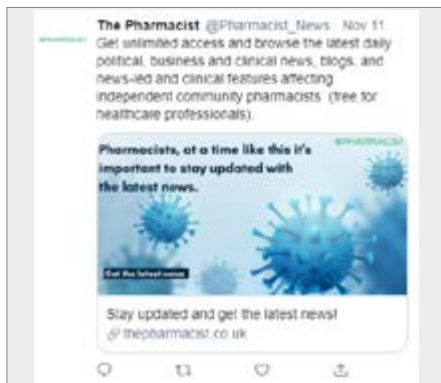 The Pharmacist @Pharmacist_News Nov 11
Get unlimited access and browse the latest daily
political, business and clinical news, blogs, and
news-led and clinical features affecting
independent community pharmacists (free for
healthcare professionals).
Pharmacists, at a time like this it's
important to stay updated with
the latest news.
Get the latest news
Stay updated and get the latest news!
thepharmacist.co.uk